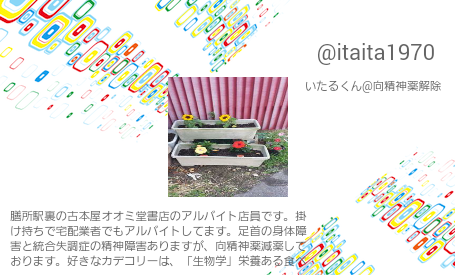 @itaita1970
いたるくん@向精神薬解除
膳所駅裏の古本屋オオミ堂書店のアルバイト店員です。掛
け持ちで宅配業者でもアルバイトしてます。足首の身体障
害と統合失調症の精神障害ありますが、向精神薬減薬して
おります。好きなカデコリーは、「生物学」栄養ある食